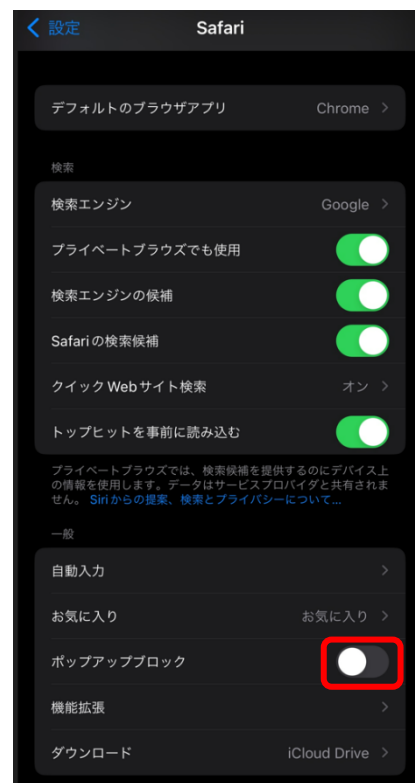 設定
Safari
デフォルトのブラウザアプリ Chrome
検索
検索エンジン Google
プライベートブラウズでも使用
検索エンジンの候補
Safariの検索候補
クイックWebサイト検索 オン
トップヒットを事前に読み込む
プライベートブラウズでは、検索候補を提供するのにデバイス上
の情報を使用します。データはサービスプロバイダと共有されま
せん。Siriからの提案、検索とプライバシーについて...
一般
自動入力
お気に入り お気に入り
ポップアップブロック
機能拡張
ダウンロード iCloud Drive